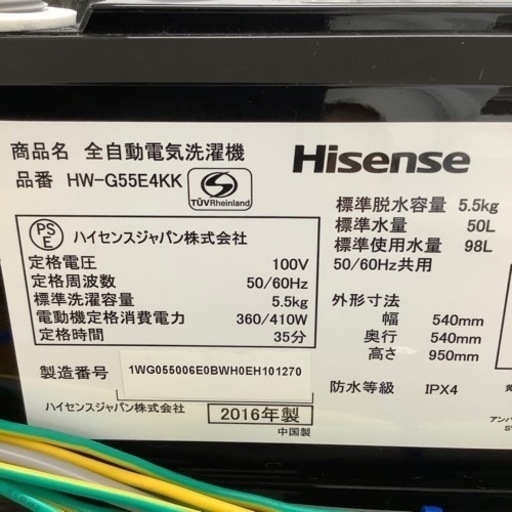 商品名 全自動電気洗濯機
Hisense
品番 HW-G55E4KK
TÜVRheinland
PS
E
ハイセンスジャパン株式会社
定格電圧 100V
定格周波数 50/60Hz
標準洗濯容量 5.5kg
電動機定格消費電力 360/410W
定格時間 35分
標準脱水容量 5.5kg
標準水量 50L
標準使用水量 98L
50/60Hz共用
外形寸法
幅 540mm
奥行 540mm
高さ 950mm
防水等級 IPX4
製造番号 1WG055006E0BWH0EH101270
ハイセンスジャパン株式会社
2016年製
中国製